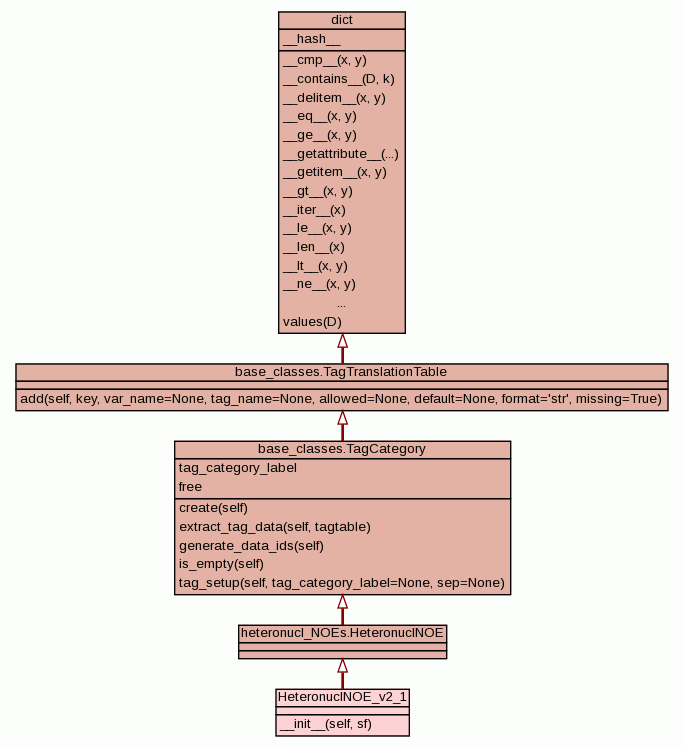 dict
__hash__
__cmp__(x, y)
__contains__(D, k)
__delitem__(x, y)
__eq__(x, y)
__ge__(x, y)
__getattribute__(...)
__getitem__(x, y)
__gt__(x, y)
__iter__(x)
__le__(x, y)
__len__(x)
__lt__(x, y)
__ne__(x, y)
...
values(D)
base_classes.TagTranslationTable
add(self, key, var_name=None, tag_name=None, allowed=None, default=None, format='str', missing=True)
base_classes.TagCategory
tag_category_label
free
create(self)
extract_tag_data(self, tagtable)
generate_data_ids(self)
is_empty(self)
tag_setup(self, tag_category_label=None, sep=None)
heteronucl_NOEs.HeteronuclNOE
HeteronuclNOE_v2_1
__init__(self, sf)